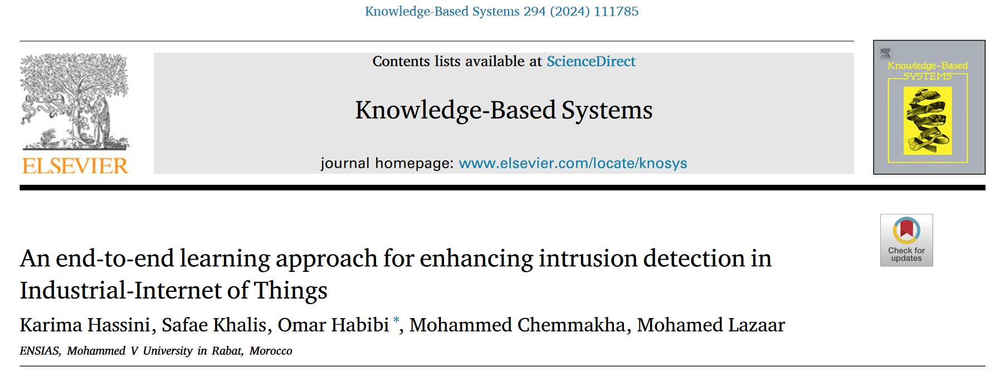 Knowledge-Based Systems 294 (2024) 111785
Contents lists available at ScienceDirect
Knowledge-Based Systems
journal homepage: www.elsevier.com/locate/knosys
NON SOLUS
ELSEVIER
Knowledge-Based
SYSTEMS
Check for
updates
An end-to-end learning approach for enhancing intrusion detection in
Industrial-Internet of Things
Karima Hassini, Safae Khalis, Omar Habibi *, Mohammed Chemmakha, Mohamed Lazaar
ENSIAS, Mohammed V University in Rabat, Morocco